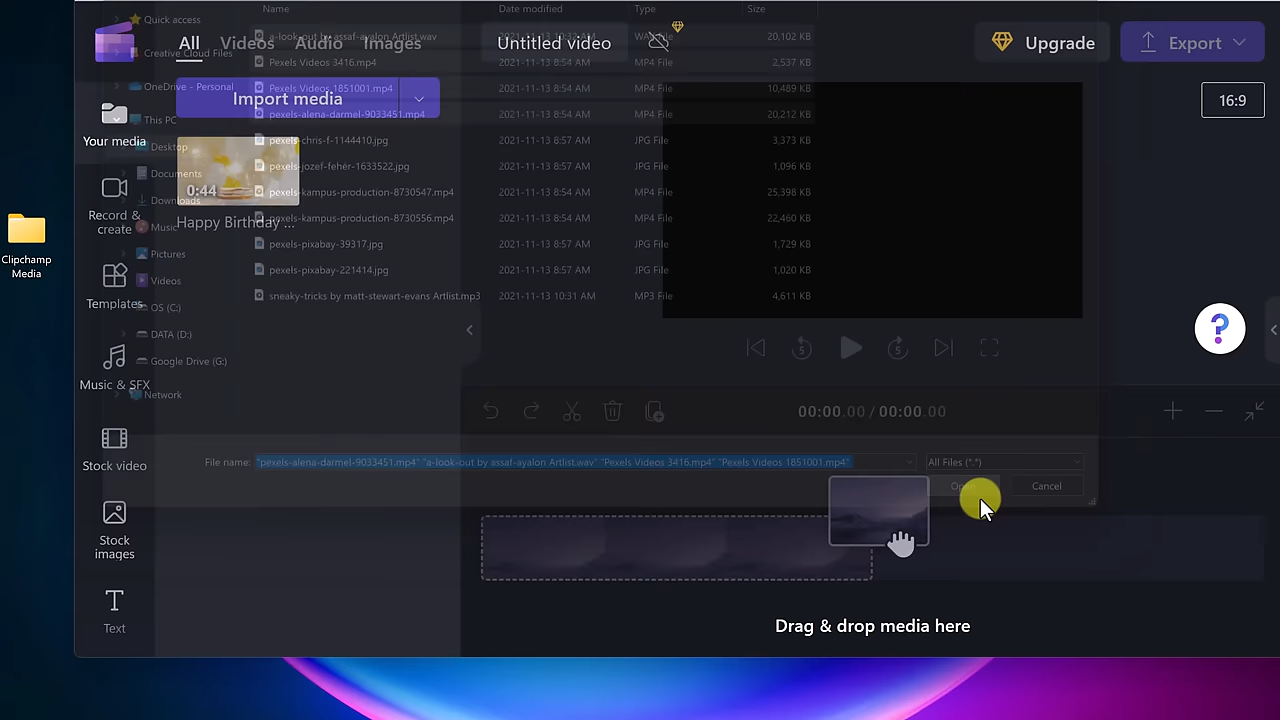 Name Date modified Type Size
Quick access
Creative Cloud Files
OneDrive - Personal
This PC
Desktop
Documents
Downloads
Music
Pictures
Videos
OS (C:)
DATA (D:)
Google Drive (G:)
Network
a-look-out by assaf-ayalon Artlist.wav 20,102 KB
Pexels Videos 3416.mp4 2021-11-13 8:54 AM MP4 File 2,537 KB
Pexels Videos 1851001.mp4 2021-11-13 8:54 AM MP4 File 10,489 KB
pexels-alena-darmel-9033451.mp4 2021-11-13 8:54 AM MP4 File 20,212 KB
pexels-chris-f-1144410.jpg 2021-11-13 8:57 AM JPG File 3,373 KB
pexels-jozef-fehér-1633522.jpg 2021-11-13 8:57 AM JPG File 1,096 KB
pexels-kampus-production-8730547.mp4 2021-11-13 8:54 AM MP4 File 25,398 KB
pexels-kampus-production-8730556.mp4 2021-11-13 8:54 AM MP4 File 22,460 KB
pexels-pixabay-39317.jpg 2021-11-13 8:57 AM JPG File 1,729 KB
pexels-pixabay-221414.jpg 2021-11-13 8:57 AM JPG File 1,020 KB
sneaky-tricks by matt-stewart-evans Artlist.mp3 2021-11-13 10:31 AM MP3 File 4,611 KB
File name: "pexels-alena-darmel-9033451.mp4" "a-look-out by assaf-ayalon Artlist.wav" "Pexels Videos 3416.mp4" "Pexels Videos 1851001.mp4" All Files (*.*)
Cancel
All Videos Audio Images
Untitled video
Upgrade
Export
Import media
16:9
Your media
0:44
Happy Birthday ...
Record &
create
Templates
Music & SFX
Stock video
Stock
images
Text
Clipchamp
Media
5 5
?
00:00.00 / 00:00.00
Drag & drop media here